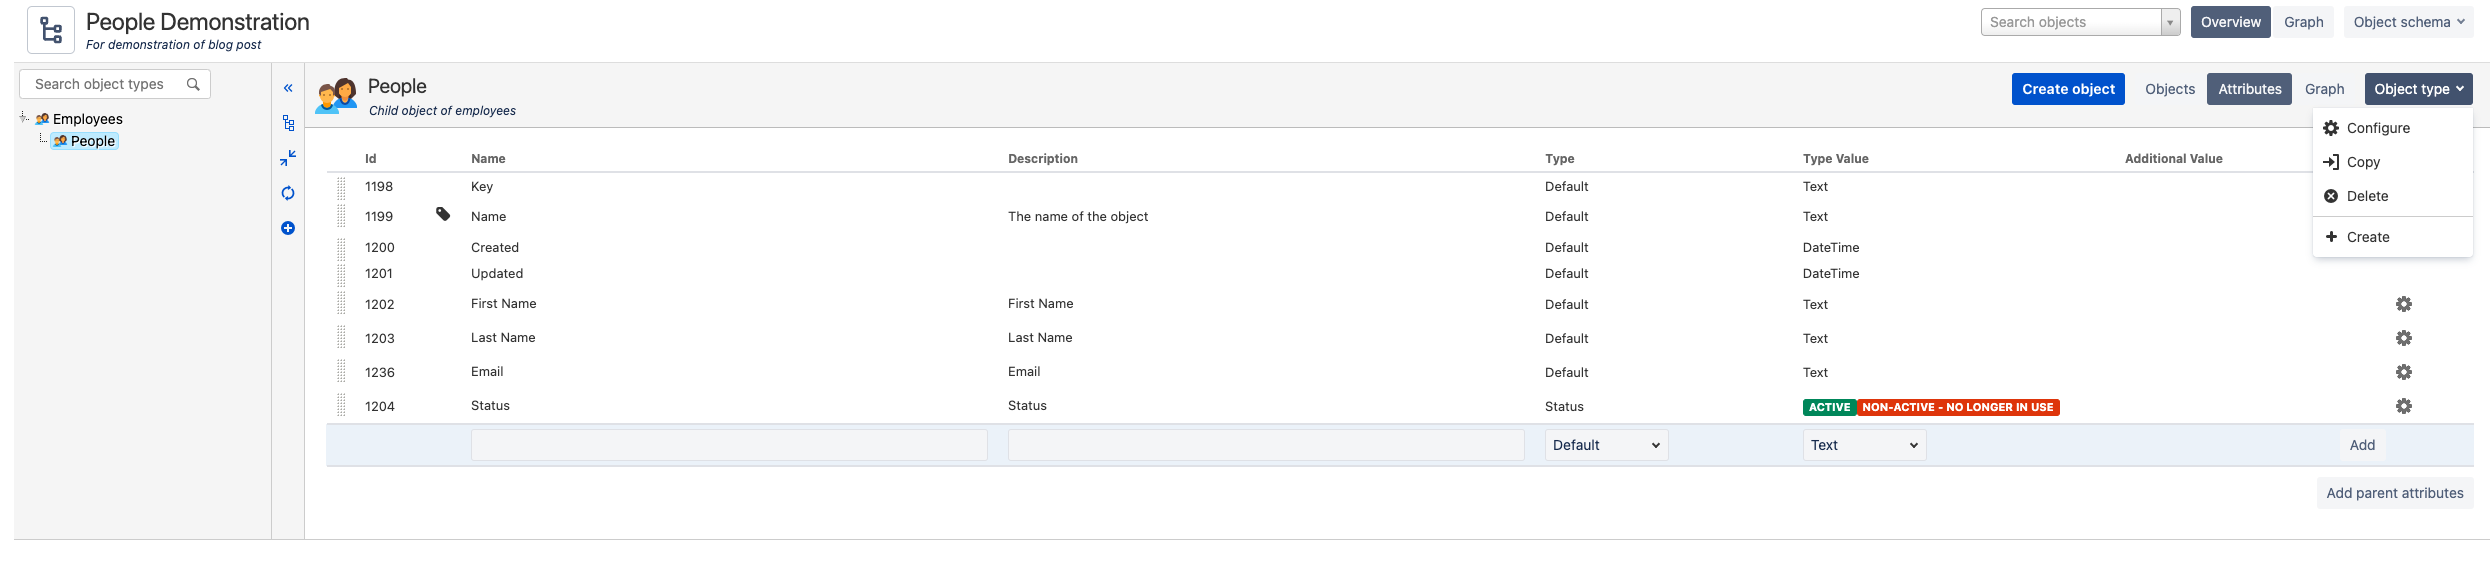 People Demonstration
For demonstration of blog post
Search objects
Overview
Graph
Object schema
Search object types
Employees
People
People
Child object of employees
Create object
Objects
Attributes
Graph
Object type
Configure
Copy
Delete
Create
Id Name Description Type Type Value Additional Value
1198 Key Default Text
1199 Name The name of the object Default Text
1200 Created Default DateTime
1201 Updated Default DateTime
1202 First Name First Name Default Text
1203 Last Name Last Name Default Text
1236 Email Email Default Text
1204 Status Status Status ACTIVE NON-ACTIVE - NO LONGER IN USE
Default Text Add
Add parent attributes